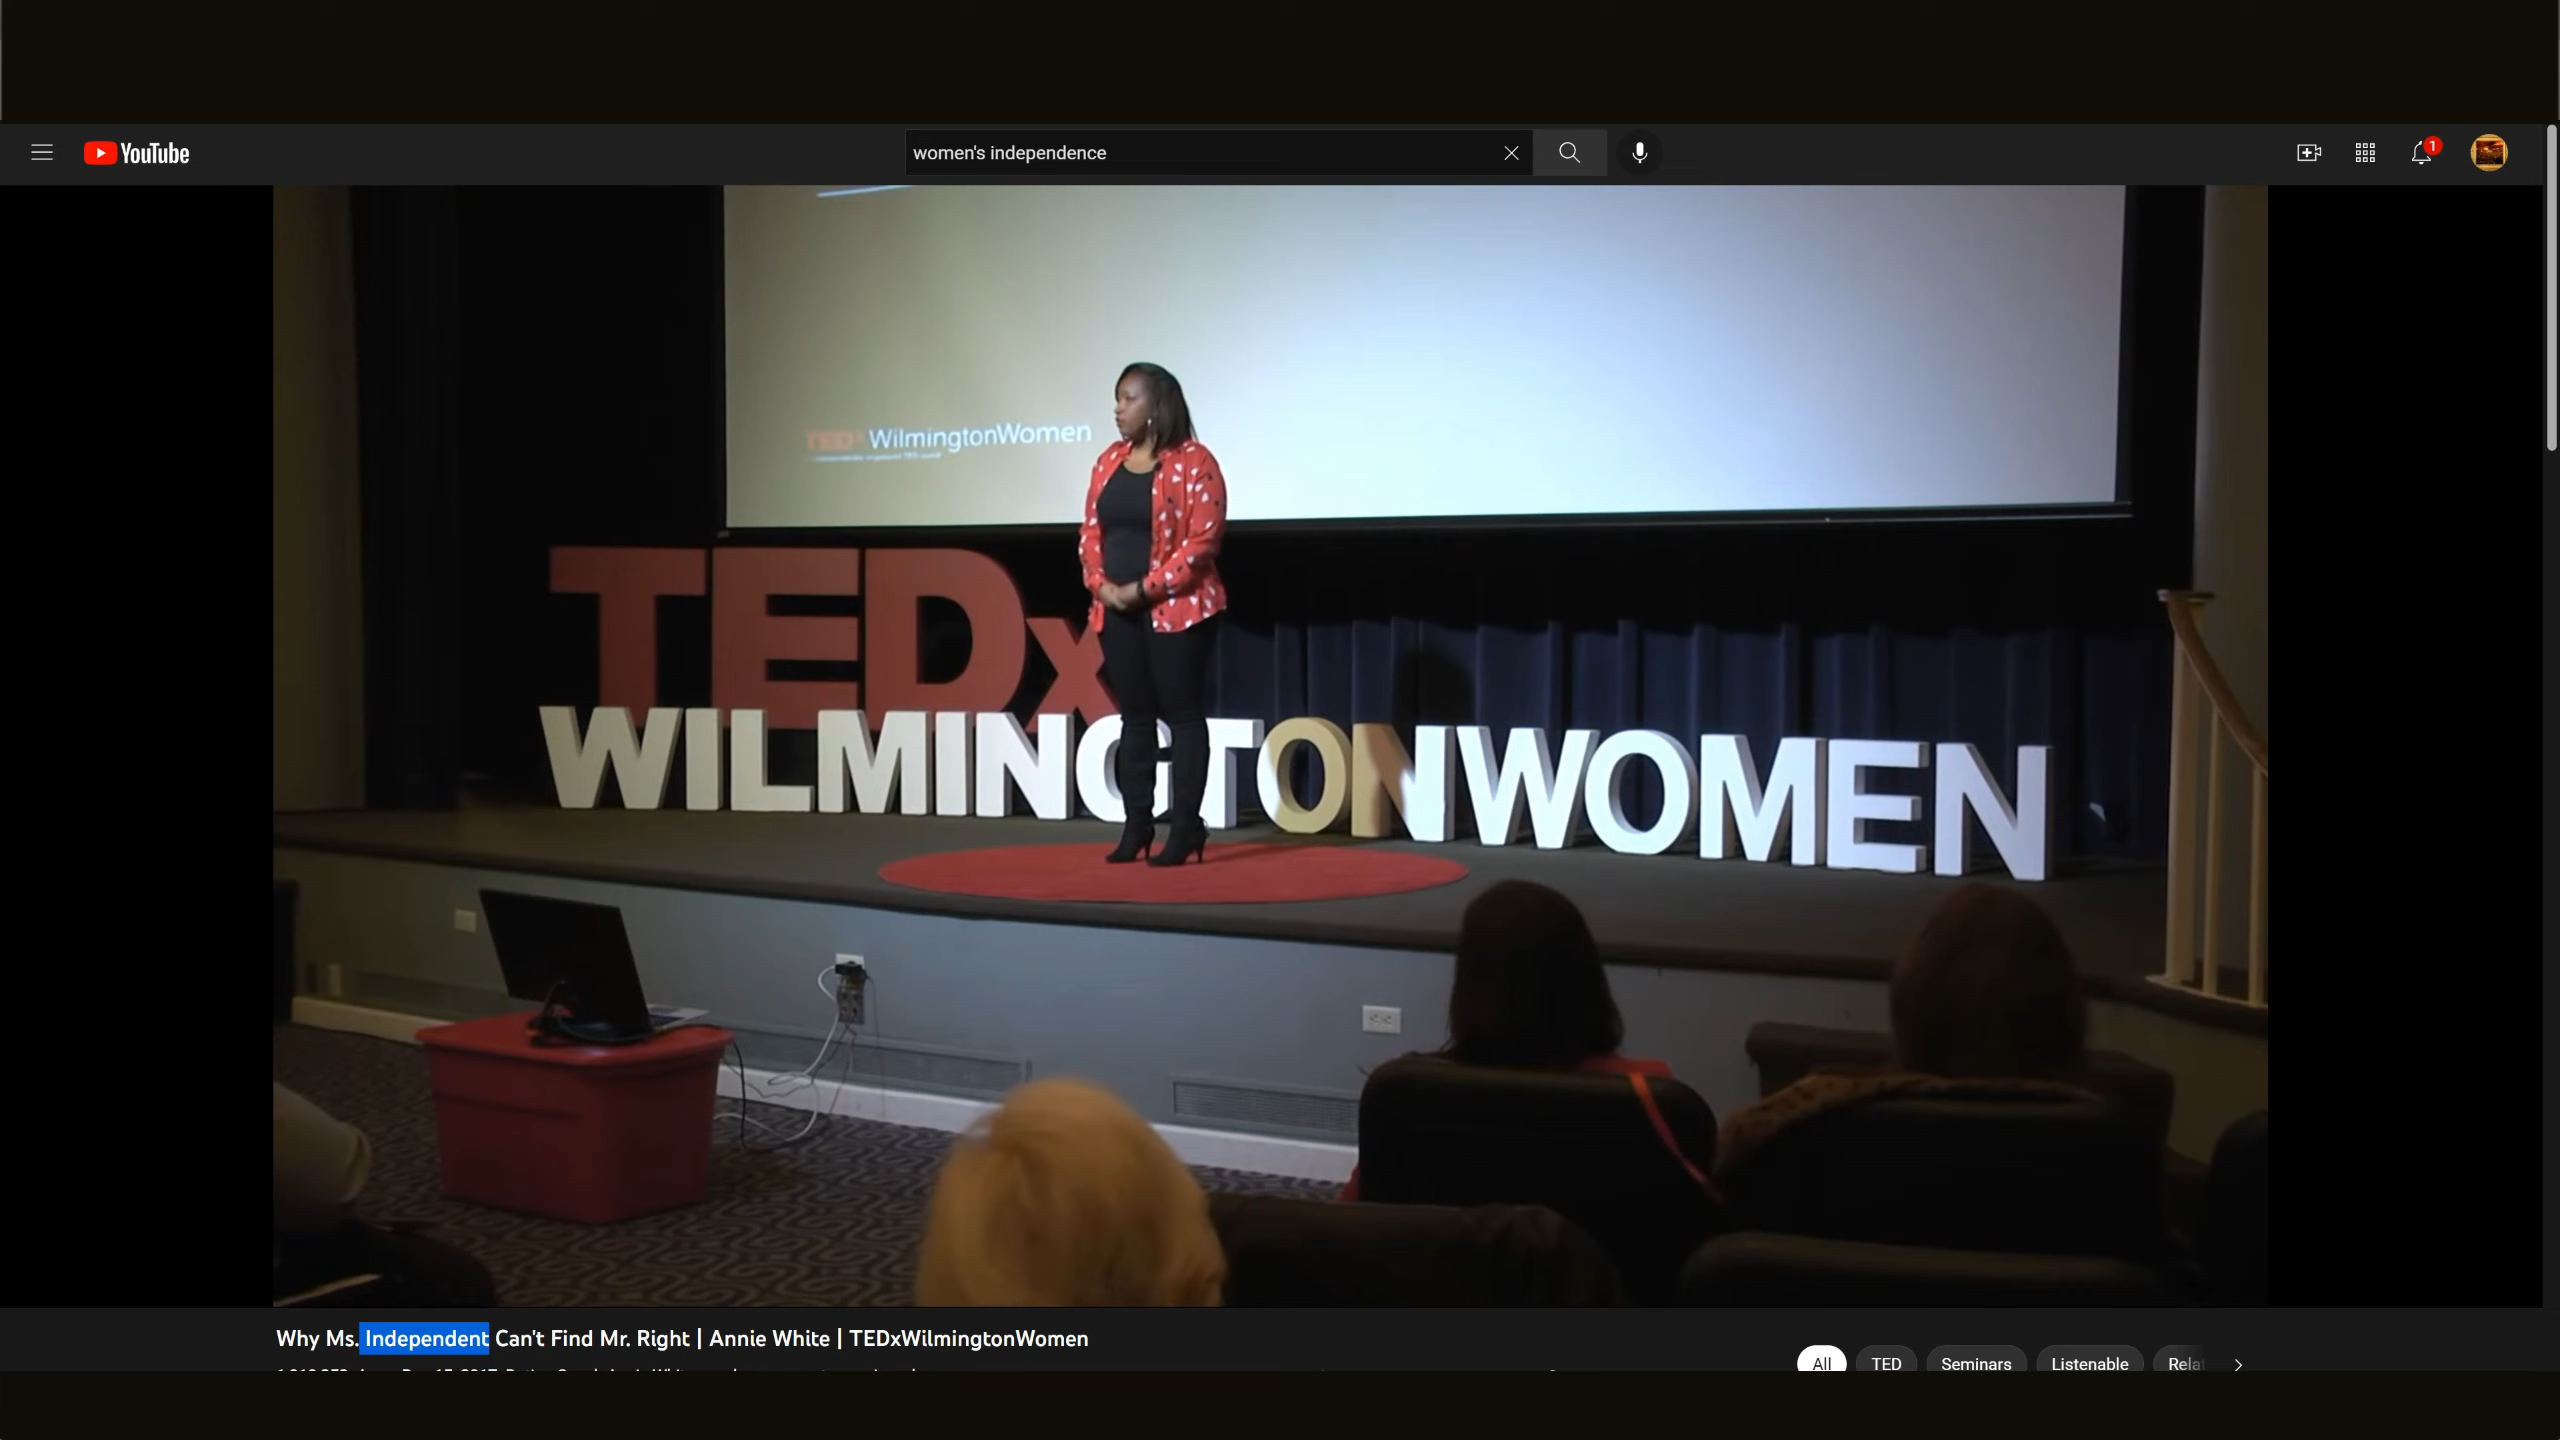 YouTube
women's independence
1
TEDx WilmingtonWomen
TEDx
WILMINGTONWOMEN
Why Ms. Independent Can't Find Mr. Right | Annie White | TEDxWilmingtonWomen
All TED Seminars Listenable